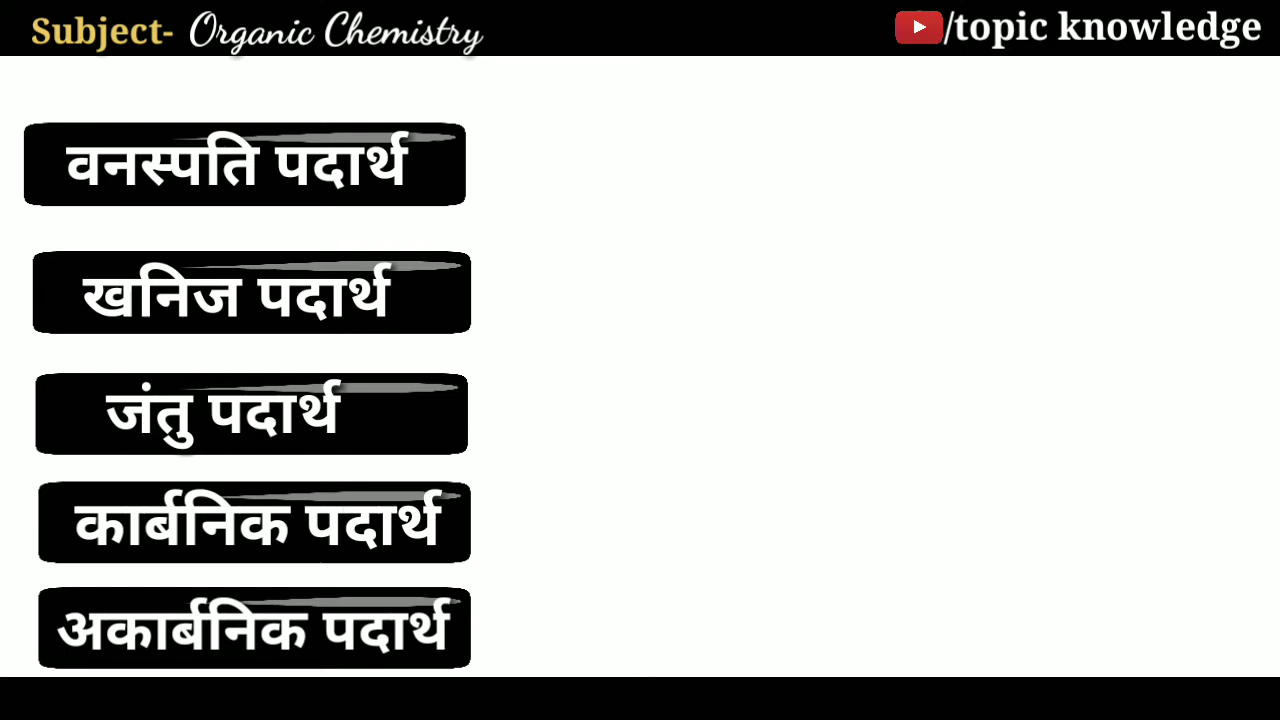 Subject- Organic Chemistry
/topic knowledge
वनस्पति पदार्थ
खनिज पदार्थ
जंतु पदार्थ
कार्बनिक पदार्थ
अकार्बनिक पदार्थ